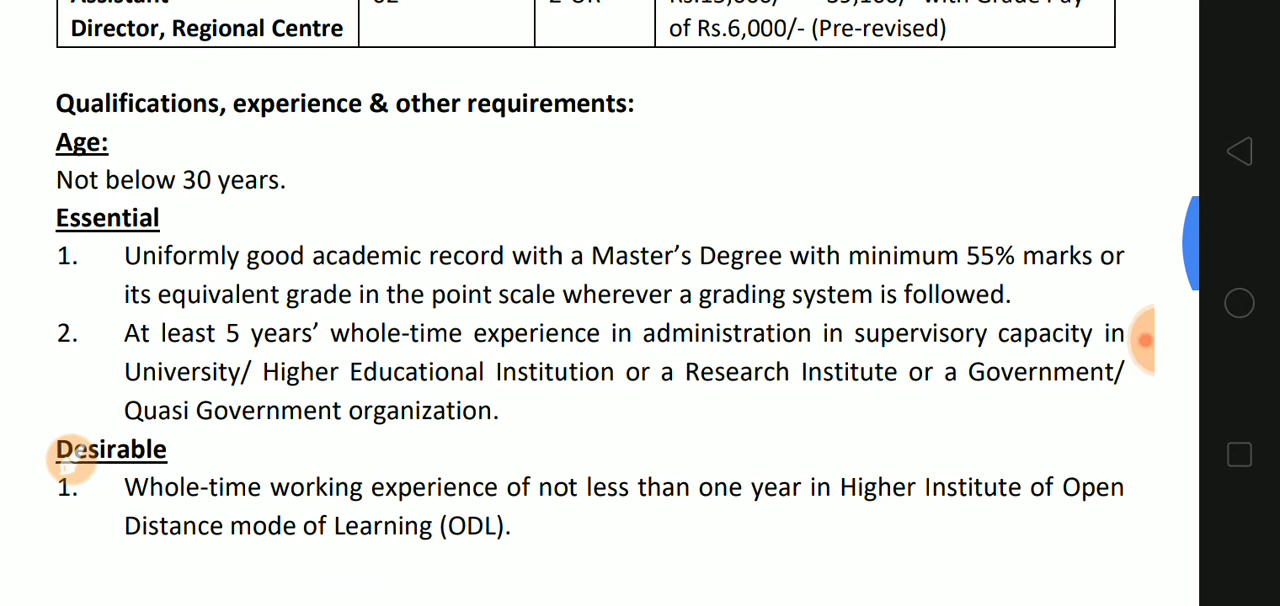 Director, Regional Centre
of Rs.6,000/- (Pre-revised)
Qualifications, experience & other requirements:
Age:
Not below 30 years.
Essential
1. Uniformly good academic record with a Master’s Degree with minimum 55% marks or
its equivalent grade in the point scale wherever a grading system is followed.
2. At least 5 years’ whole-time experience in administration in supervisory capacity in
University/ Higher Educational Institution or a Research Institute or a Government/
Quasi Government organization.
Desirable
1. Whole-time working experience of not less than one year in Higher Institute of Open
Distance mode of Learning (ODL).